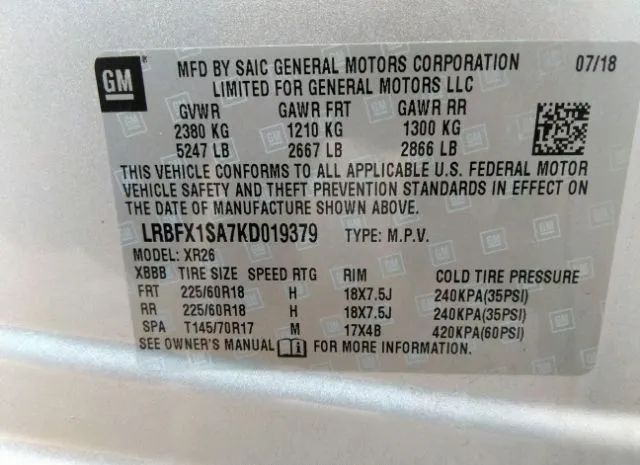 GM MFD BY SAIC GENERAL MOTORS CORPORATION 07/18
LIMITED FOR GENERAL MOTORS LLC
GVWR GAWR FRT GAWR RR
2380 KG 1210 KG 1300 KG
5247 LB 2667 LB 2866 LB
THIS VEHICLE CONFORMS TO ALL APPLICABLE U.S. FEDERAL MOTOR
VEHICLE SAFETY AND THEFT PREVENTION STANDARDS IN EFFECT ON
THE DATE OF MANUFACTURE SHOWN ABOVE.
LRBFX1SA7KD019379 TYPE: M.P.V.
MODEL: XR26
XBBB TIRE SIZE SPEED RTG RIM COLD TIRE PRESSURE
FRT 225/60R18 H 18X7.5J 240KPA(35PSI)
RR 225/60R18 H 18X7.5J 240KPA(35PSI)
SPA T145/70R17 M 17X4B 420KPA(60PSI)
SEE OWNER'S MANUAL FOR MORE INFORMATION.